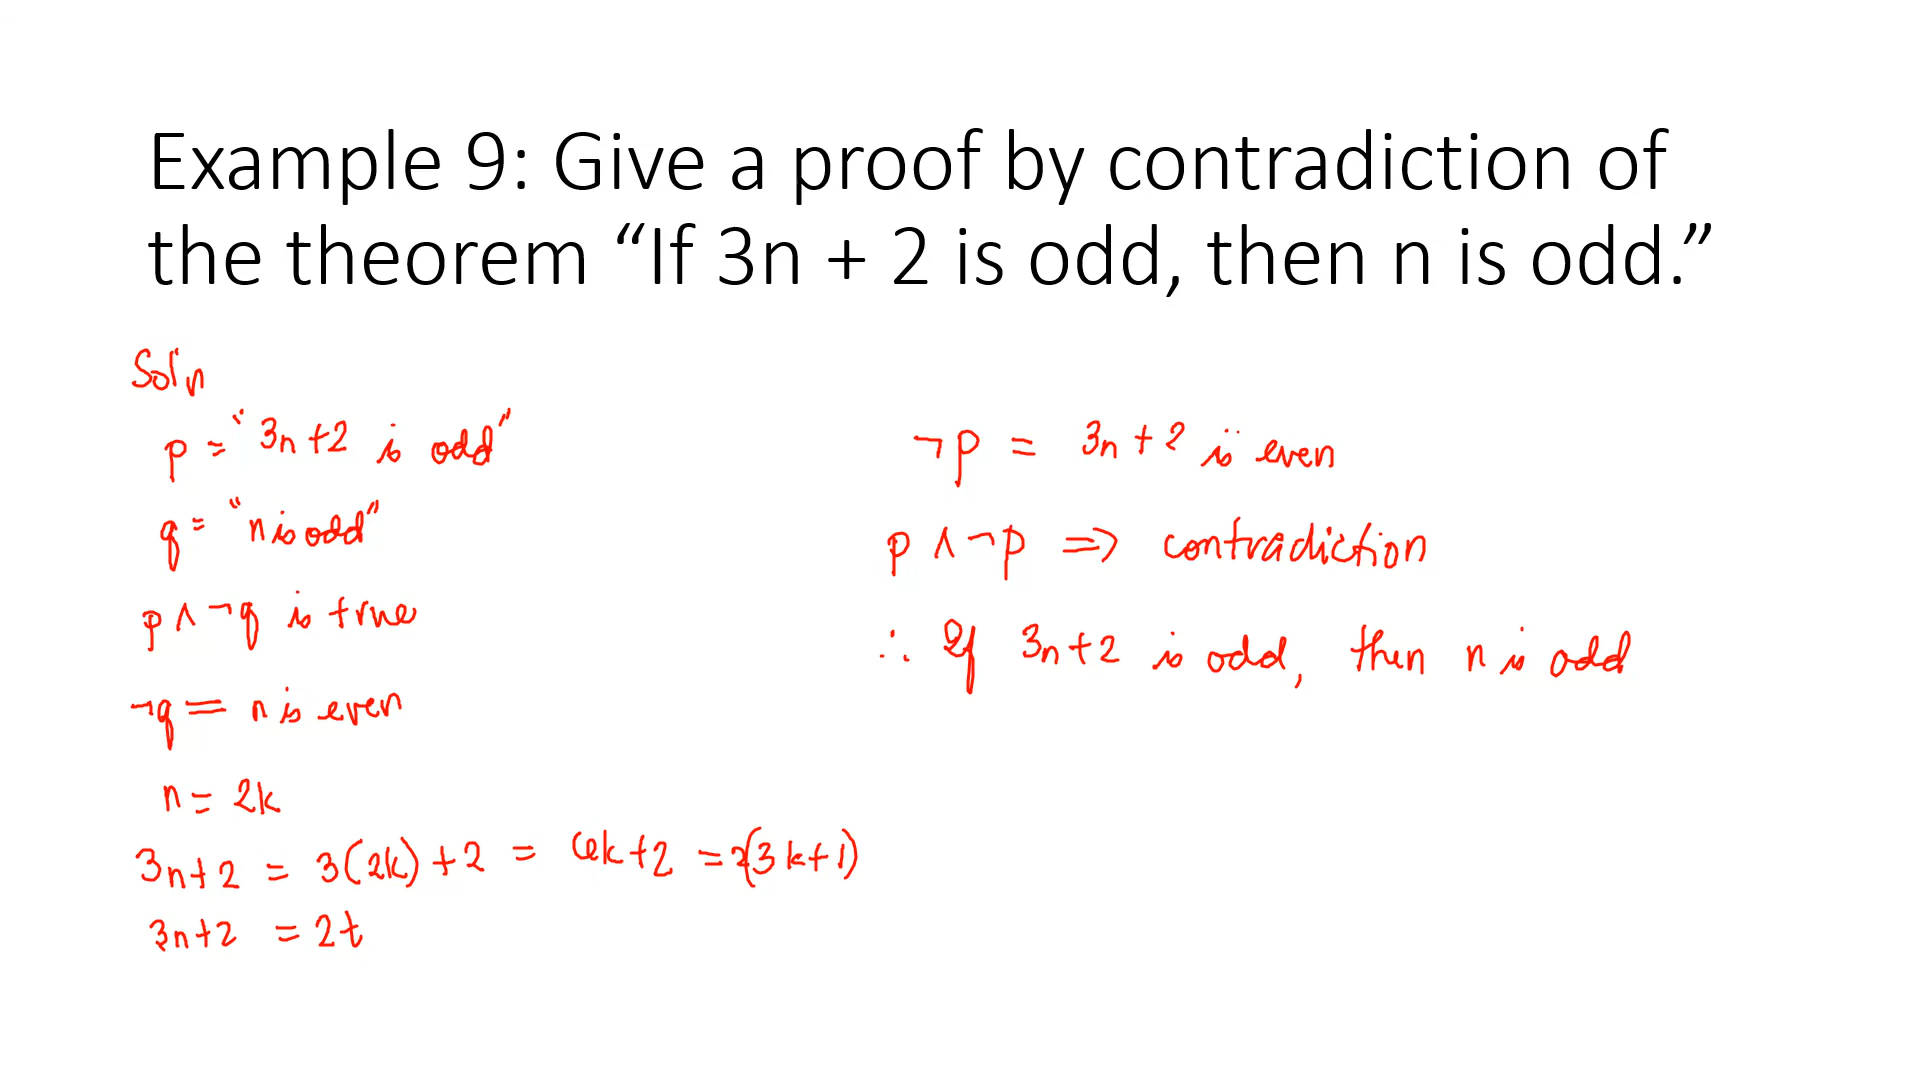 Example 9: Give a proof by contradiction of
the theorem “If 3n + 2 is odd, then n is odd.”
Sol'n
p = "3n+2 is odd"
q = "n is odd"
p ∧ ¬q is true
¬q = n is even
n = 2k
3n+2 = 3(2k)+2 = 6k+2 = 2(3k+1)
3n+2 = 2t
¬p = 3n+2 is even
p ∧ ¬p => contradiction
∴ If 3n+2 is odd, then n is odd